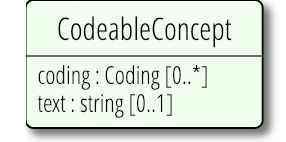 CodeableConcept
coding : Coding [0..*]
text : string [0..1]